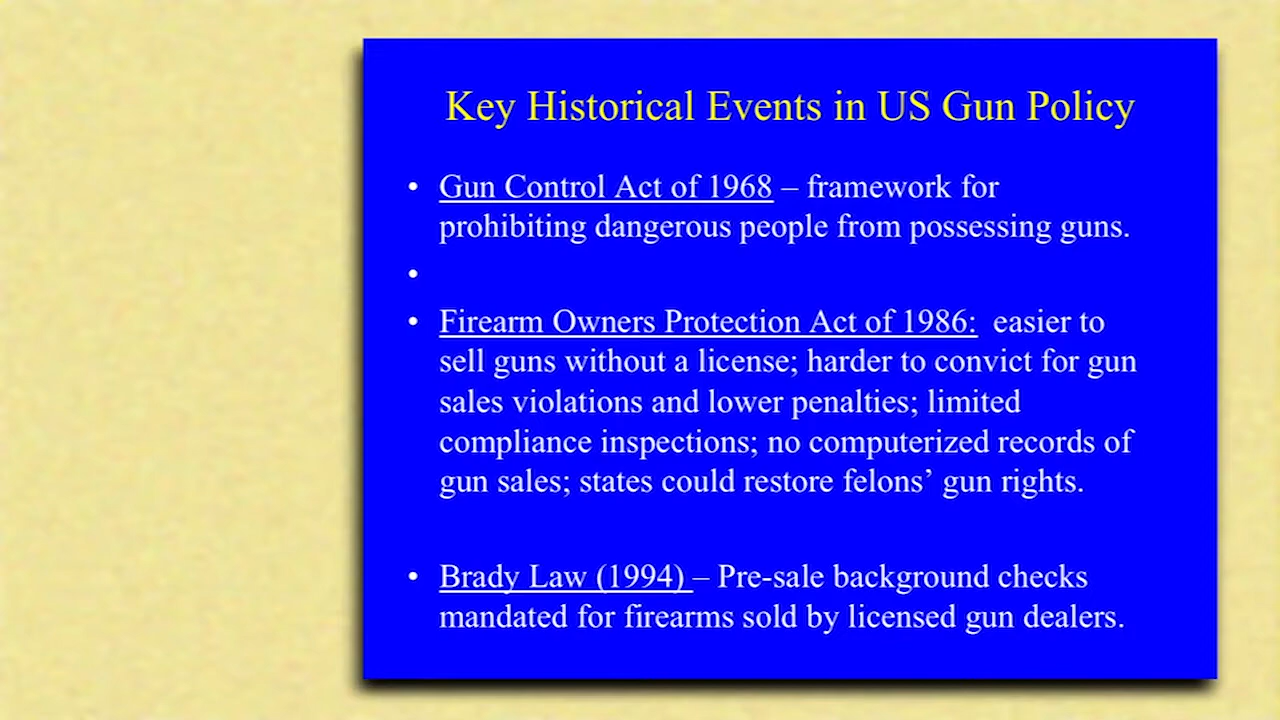 Key Historical Events in US Gun Policy
• Gun Control Act of 1968 – framework for
prohibiting dangerous people from possessing guns.
•
• Firearm Owners Protection Act of 1986:  easier to
sell guns without a license; harder to convict for gun
sales violations and lower penalties; limited
compliance inspections; no computerized records of
gun sales; states could restore felons’ gun rights.
• Brady Law (1994) – Pre-sale background checks
mandated for firearms sold by licensed gun dealers.